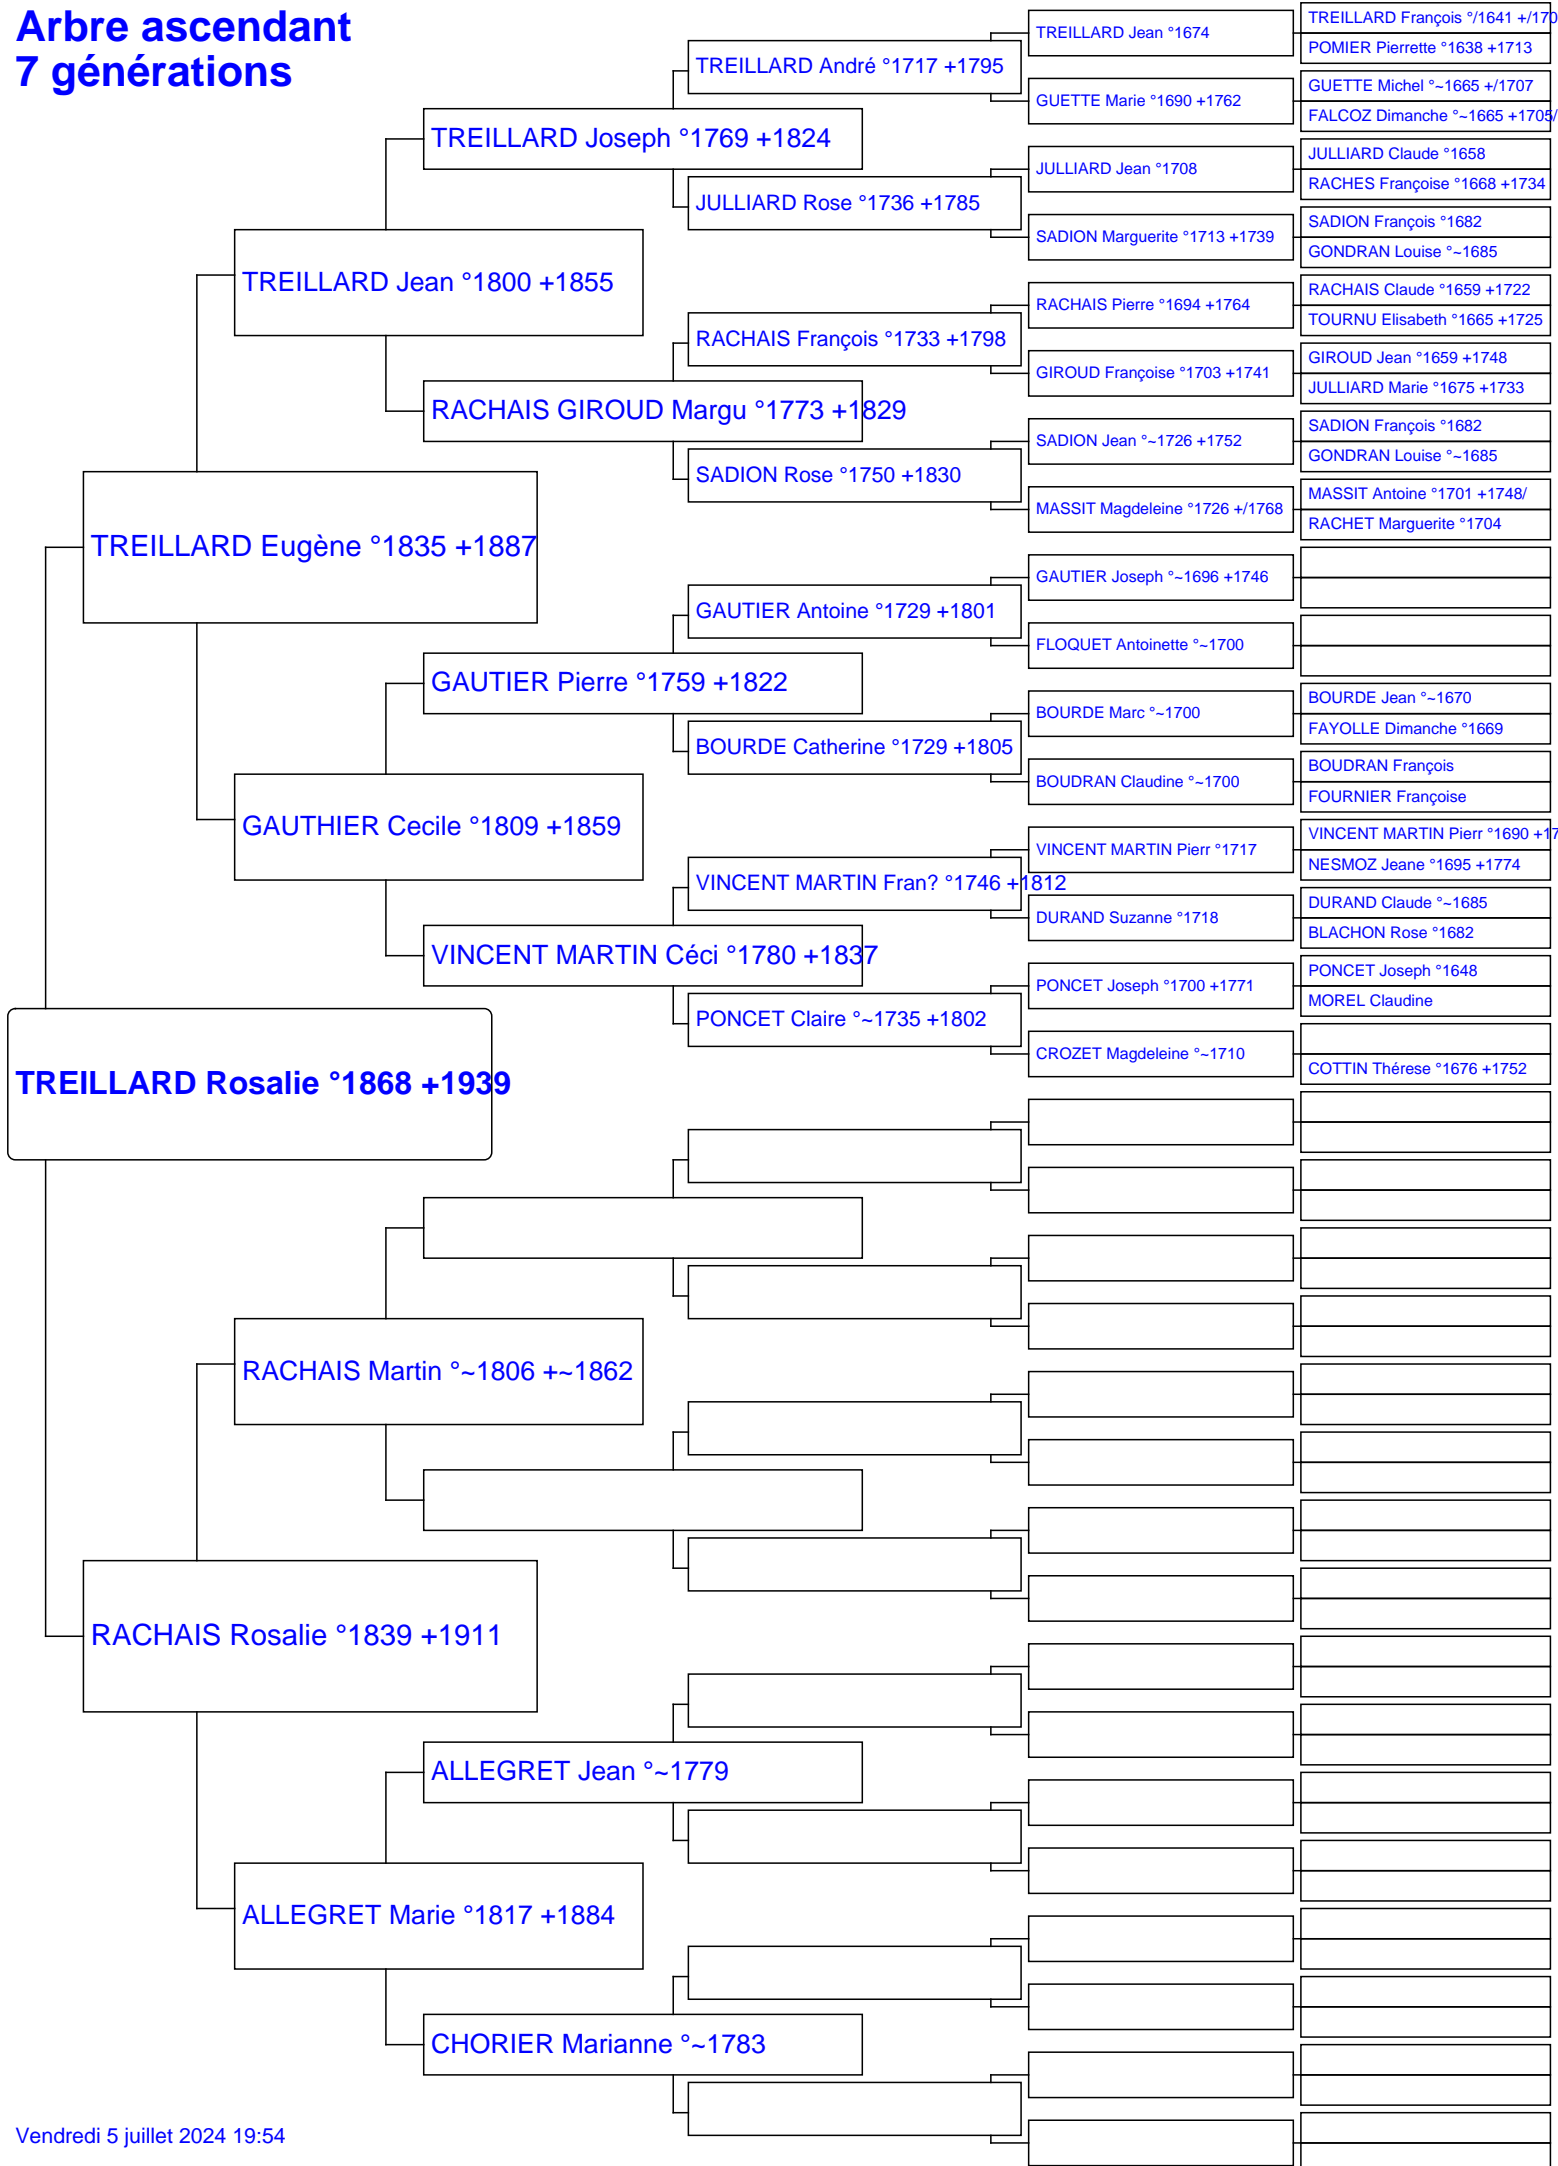 Arbre ascendant
7 générations
TREILLARD Rosalie °1868 +1939
TREILLARD Eugène °1835 +1887
RACHAIS Rosalie °1839 +1911
TREILLARD Jean °1800 +1855
GAUTHIER Cecile °1809 +1859
RACHAIS Martin °~1806 +~1862
ALLEGRET Marie °1817 +1884
TREILLARD Joseph °1769 +1824
RACHAIS GIROUD Margu °1773 +1829
GAUTIER Pierre °1759 +1822
VINCENT MARTIN Céci °1780 +1837
ALLEGRET Jean °~1779
CHORIER Marianne °~1783
TREILLARD André °1717 +1795
JULLIARD Rose °1736 +1785
RACHAIS François °1733 +1798
SADION Rose °1750 +1830
GAUTIER Antoine °1729 +1801
BOURDE Catherine °1729 +1805
VINCENT MARTIN Fran? °1746 +1812
PONCET Claire °~1735 +1802
TREILLARD Jean °1674
GUETTE Marie °1690 +1762
JULLIARD Jean °1708
SADION Marguerite °1713 +1739
RACHAIS Pierre °1694 +1764
GIROUD Françoise °1703 +1741
SADION Jean °~1726 +1752
MASSIT Magdeleine °1726 +/1768
GAUTIER Joseph °~1696 +1746
FLOQUET Antoinette °~1700
BOURDE Marc °~1700
BOUDRAN Claudine °~1700
VINCENT MARTIN Pierr °1717
DURAND Suzanne °1718
PONCET Joseph °1700 +1771
CROZET Magdeleine °~1710
TREILLARD François °/1641 +/170
POMIER Pierrette °1638 +1713
GUETTE Michel °~1665 +/1707
FALCOZ Dimanche °~1665 +1705/
JULLIARD Claude °1658
RACHES Françoise °1668 +1734
SADION François °1682
GONDRAN Louise °~1685
RACHAIS Claude °1659 +1722
TOURNU Elisabeth °1665 +1725
GIROUD Jean °1659 +1748
JULLIARD Marie °1675 +1733
SADION François °1682
GONDRAN Louise °~1685
MASSIT Antoine °1701 +1748/
RACHET Marguerite °1704
BOURDE Jean °~1670
FAYOLLE Dimanche °1669
BOUDRAN François
FOURNIER Françoise
VINCENT MARTIN Pierr °1690 +17
NESMOZ Jeane °1695 +1774
DURAND Claude °~1685
BLACHON Rose °1682
PONCET Joseph °1648
MOREL Claudine
COTTIN Thérese °1676 +1752
Vendredi 5 juillet 2024 19:54